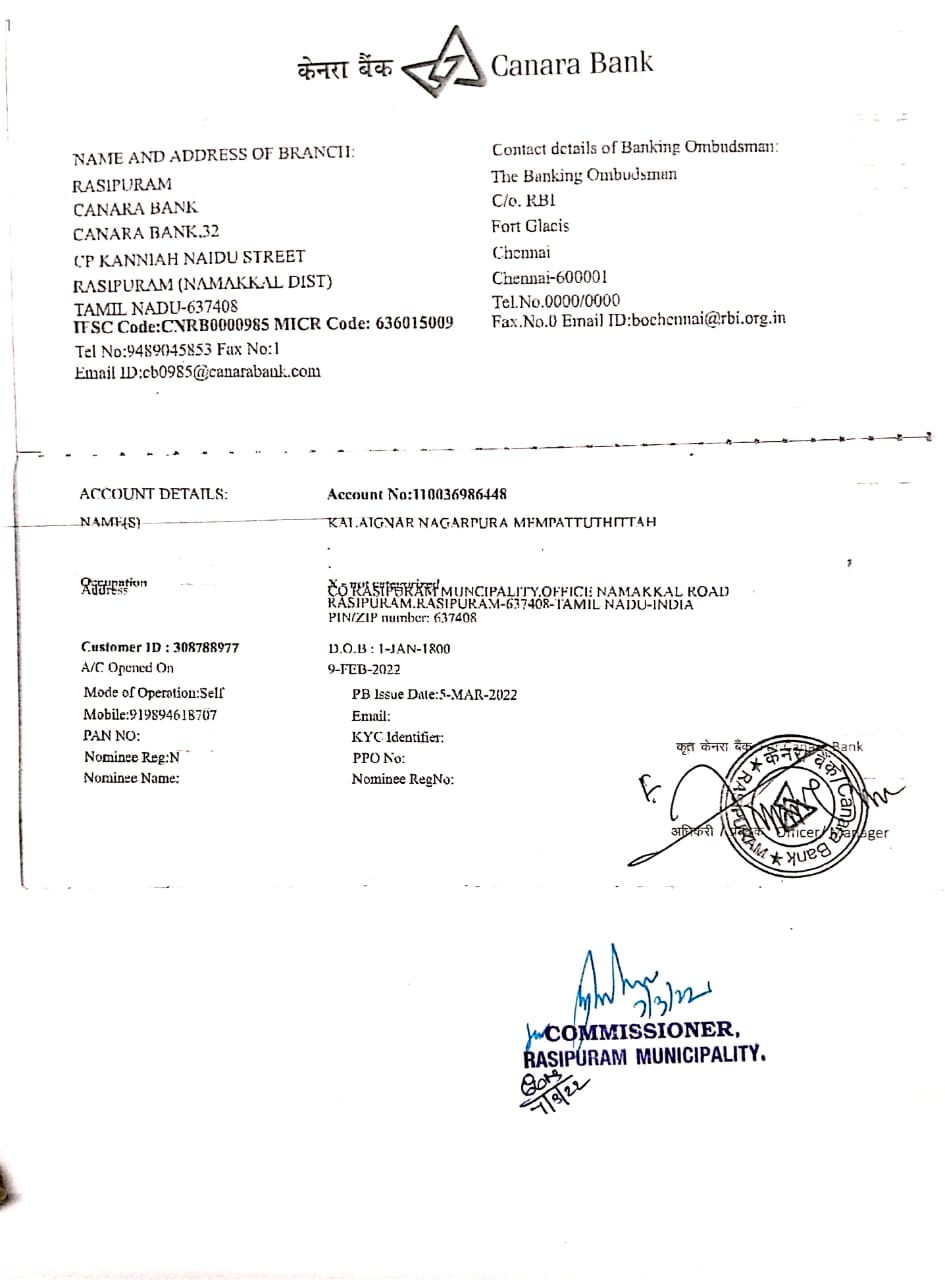 केनरा बैंक Canara Bank
NAME AND ADDRESS OF BRANCH:
RASIPURAM
CANARA BANK
CANARA BANK.32
CP KANNIAH NAIDU STREET
RASIPURAM (NAMAKKAL DIST)
TAMIL NADU-637408
IFSC Code:CNRB0000985 MICR Code: 636015009
Tel No:9489045853 Fax No:1
Email ID:cb0985@canarabank.com
Contact details of Banking Ombudsman:
The Banking Ombudsman
C/o. RBI
Fort Glacis
Chennai
Chennai-600001
Tel.No.0000/0000
Fax.No.0 Email ID:bochennai@rbi.org.in
ACCOUNT DETAILS: Account No:110036986448
NAME(S) KALAIGNAR NAGARPURA MEMPATTUTHITTAH
Occupation
Address CO RASIPURAM MUNCIPALITY.OFFICE NAMAKKAL ROAD
RASIPURAM.RASIPURAM-637408-TAMIL NADU-INDIA
PIN/ZIP number: 637408
Customer ID : 308788977 D.O.B : 1-JAN-1800
A/C Opened On 9-FEB-2022
Mode of Operation:Self PB Issue Date:5-MAR-2022
Mobile:919894618707 Email:
PAN NO: KYC Identifier:
Nominee Reg:N PPO No:
Nominee Name: Nominee RegNo:
कृत केनरा बैंक Canara Bank
अधिकरी / Officer/Manager
केनरा बैंक/Canara Bank
RASIPURAM
7/3/22
COMMISSIONER,
RASIPURAM MUNICIPALITY.
7/3/22